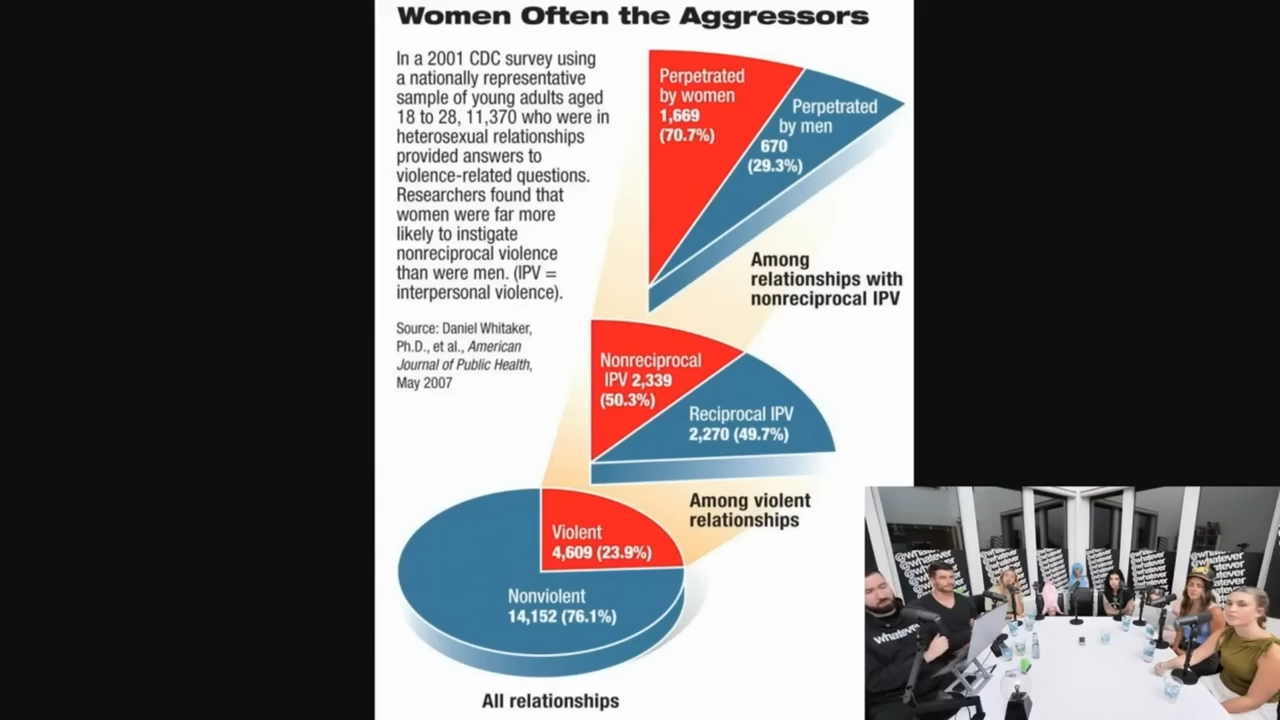 Women Often the Aggressors
In a 2001 CDC survey using
a nationally representative
sample of young adults aged
18 to 28, 11,370 who were in
heterosexual relationships
provided answers to
violence-related questions.
Researchers found that
women were far more
likely to instigate
nonreciprocal violence
than were men. (IPV =
interpersonal violence).
Source: Daniel Whitaker,
Ph.D., et al., American
Journal of Public Health,
May 2007
Perpetrated
by women
1,669
(70.7%)
Perpetrated
by men
670
(29.3%)
Among
relationships with
nonreciprocal IPV
Nonreciprocal
IPV 2,339
(50.3%)
Reciprocal IPV
2,270 (49.7%)
Among violent
relationships
Violent
4,609 (23.9%)
Nonviolent
14,152 (76.1%)
All relationships
@whatever
@whatever
@whatever
whatever